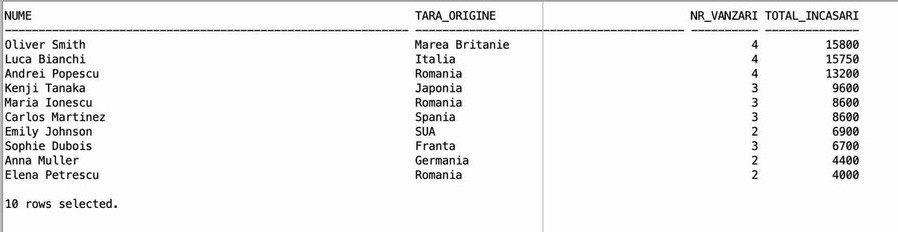 NUME TARA_ORIGINE NR_VANZARI TOTAL_INCASARI
Oliver Smith Marea Britanie 4 15800
Luca Bianchi Italia 4 15750
Andrei Popescu Romania 4 13200
Kenji Tanaka Japonia 3 9600
Maria Ionescu Romania 3 8600
Carlos Martinez Spania 3 8600
Emily Johnson SUA 2 6900
Sophie Dubois Franta 3 6700
Anna Muller Germania 2 4400
Elena Petrescu Romania 2 4000
10 rows selected.